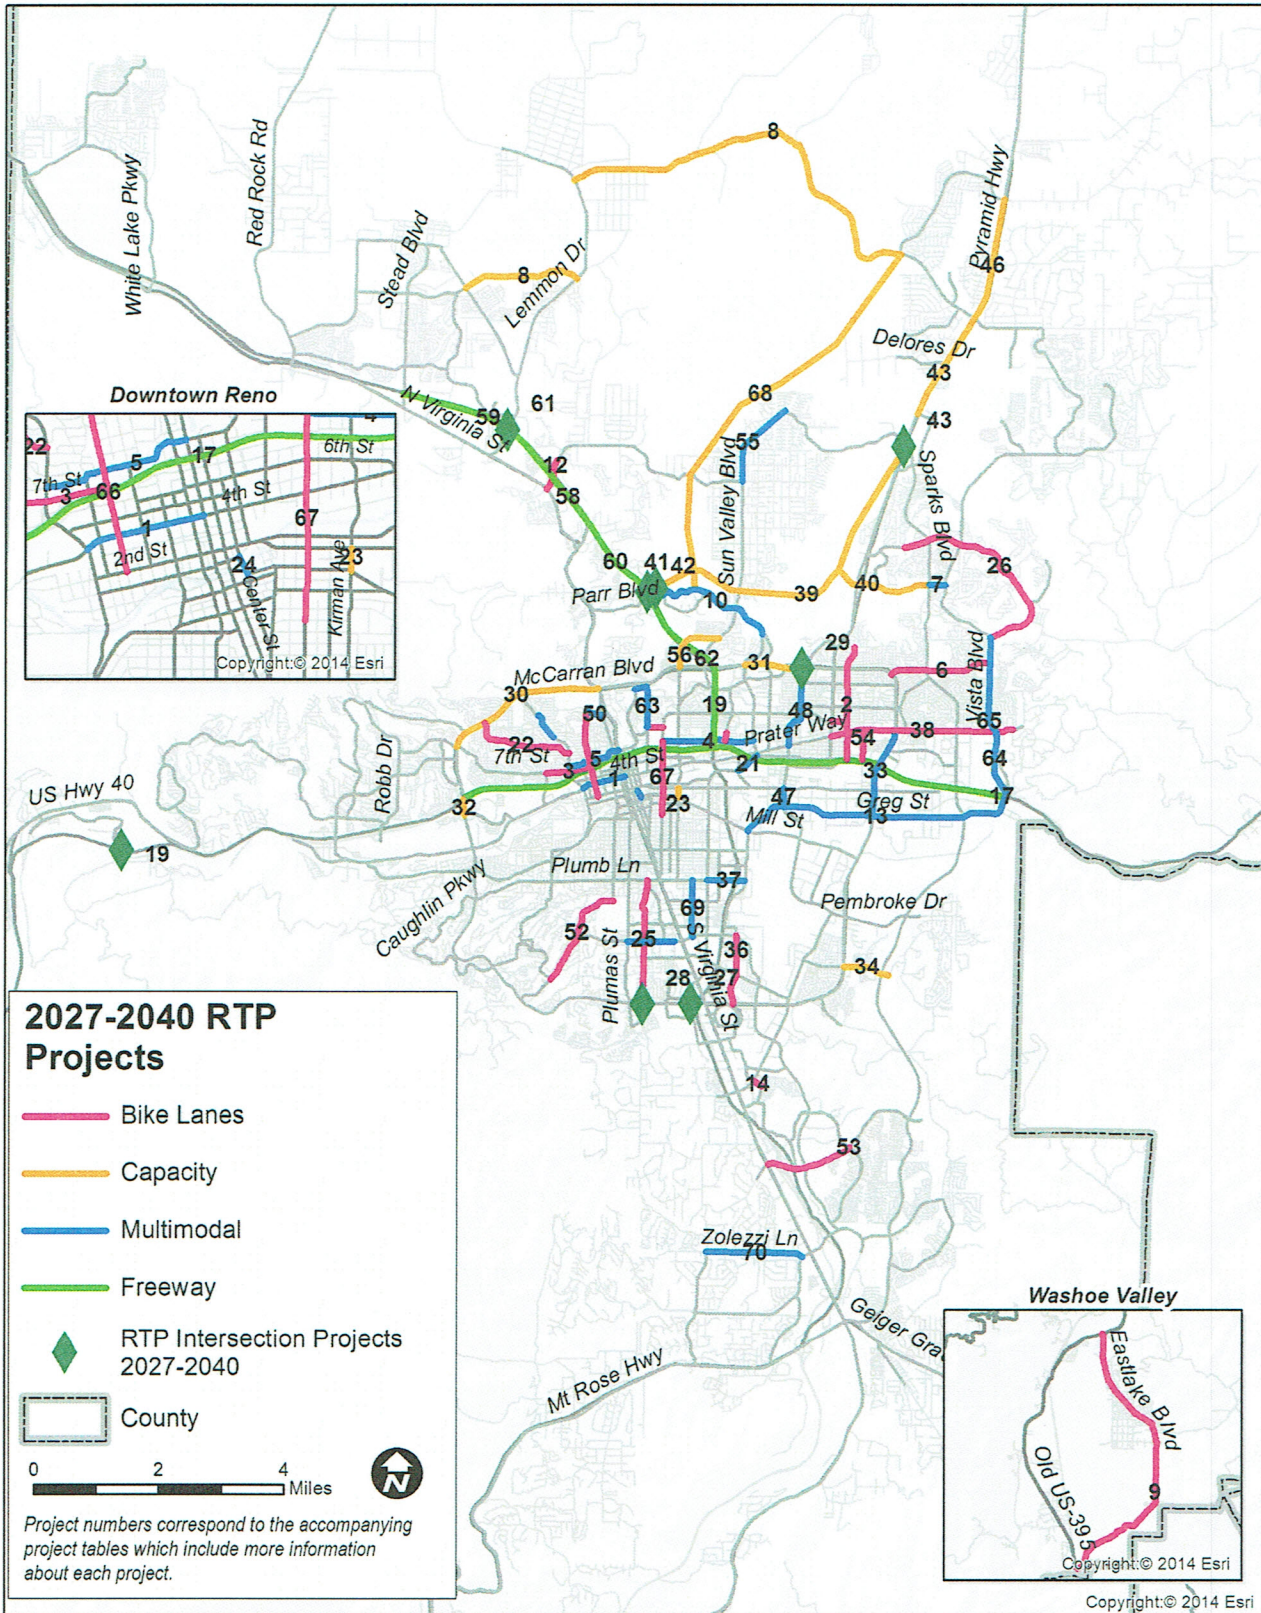 8
Pyramid Hwy
Red Rock Rd
White Lake Pkwy
Stead Blvd
46
8
Lemmon Dr
Delores Dr
43
68
61
59
N Virginia St
43
55
Sun Valley Blvd
Sparks Blvd
12
58
60
41
42
26
Parr Blvd
10
39
40
7
29
56
62
31
6
Vista Blvd
McCarran Blvd
30
50
63
19
48
2
65
38
Prater Way
22
7th St
5
4th St
4
54
64
3
1
67
21
33
Robb Dr
US Hwy 40
32
23
47
Greg St
17
Mill St
13
19
Plumb Ln
37
Caughlin Pkwy
Pembroke Dr
69
52
25
S Virginia St
36
Plumas St
28
27
34
14
53
Zolezzi Ln
70
Geiger Gra
Mt Rose Hwy
Downtown Reno
22
4
5
17
6th St
7th St
3
66
4th St
1
67
2nd St
24
23
Center St
Kirman Ave
Copyright:© 2014 Esri
2027-2040 RTP
Projects
Bike Lanes
Capacity
Multimodal
Freeway
RTP Intersection Projects
2027-2040
County
0 2 4
Miles
N
Project numbers correspond to the accompanying
project tables which include more information
about each project.
Washoe Valley
Eastlake Blvd
Old US-395
9
Copyright:© 2014 Esri
Copyright:© 2014 Esri